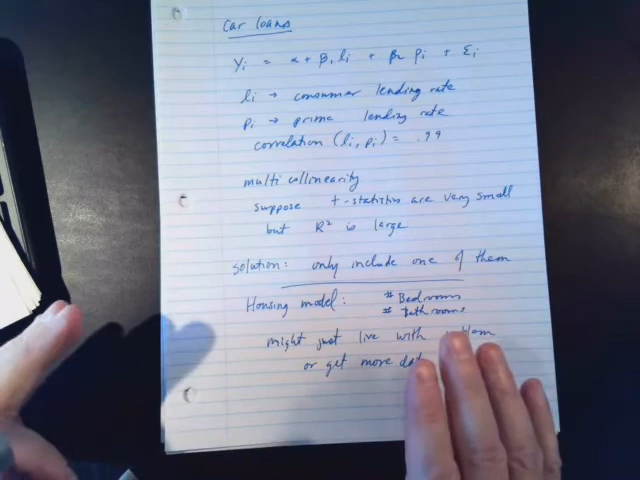 Car loans
Yi = α + β1 li + β2 pi + εi
li → consumer lending rate
pi → prime lending rate
correlation (li, pi) = .99
multicollinearity
suppose t-statistics are very small
but R² is large
solution: only include one of them
Housing model: # Bedrooms
# Bathrooms
might just live with
or get more